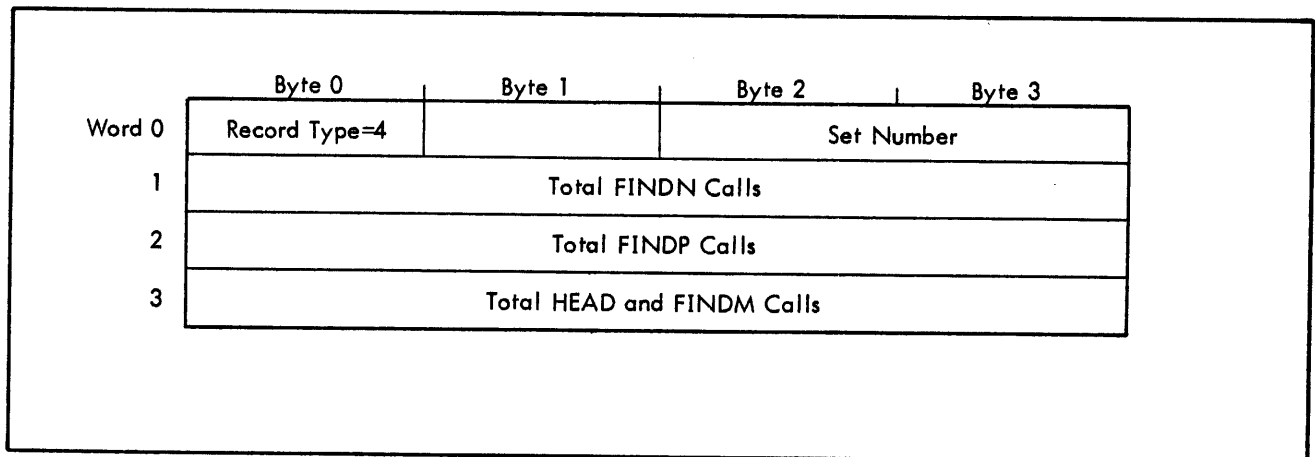 Byte 0 Byte 1 Byte 2 Byte 3
Word 0 Record Type=4 Set Number
1 Total FINDN Calls
2 Total FINDP Calls
3 Total HEAD and FINDM Calls